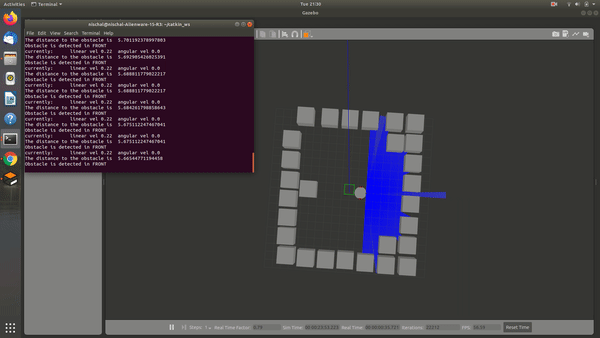 Activities
Terminal
Tue 21:30
Gazebo
nischal@nischal-Alienware-15-R3: ~/catkin_ws
File Edit View Search Terminal Help
The distance to the obstacle is 5.701192378997803
Obstacle is detected in FRONT
currently: linear vel 0.22 angular vel 0.0
The distance to the obstacle is 5.692905426025391
Obstacle is detected in FRONT
currently: linear vel 0.22 angular vel 0.0
The distance to the obstacle is 5.688811779022217
Obstacle is detected in FRONT
currently: linear vel 0.22 angular vel 0.0
The distance to the obstacle is 5.688811779022217
Obstacle is detected in FRONT
currently: linear vel 0.22 angular vel 0.0
The distance to the obstacle is 5.684261798858643
Obstacle is detected in FRONT
currently: linear vel 0.22 angular vel 0.0
The distance to the obstacle is 5.675312247467041
Obstacle is detected in FRONT
currently: linear vel 0.22 angular vel 0.0
The distance to the obstacle is 5.675312247467041
Obstacle is detected in FRONT
currently: linear vel 0.22 angular vel 0.0
The distance to the obstacle is 5.66344771194458
Obstacle is detected in FRONT
Steps: Real Time Factor: Sim Time: Real Time: Iterations: FPS: Reset Time